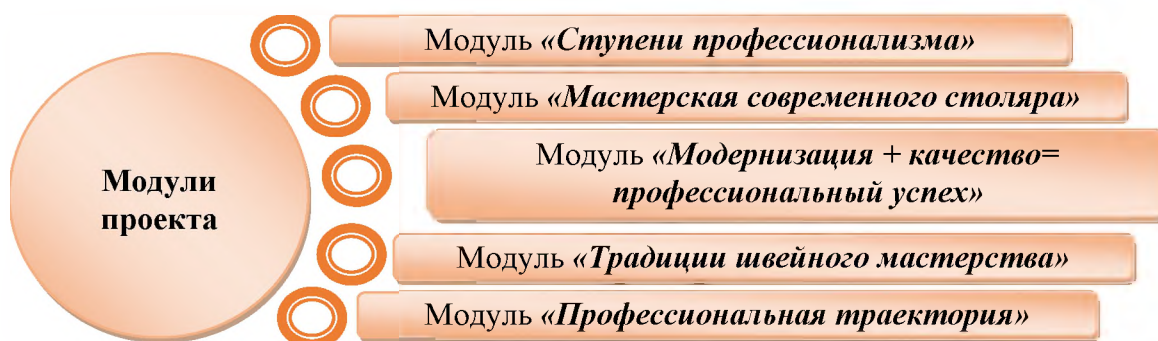 Модули
проекта
Модуль «Ступени профессионализма»
Модуль «Мастерская современного столяра»
Модуль «Модернизация + качество=
профессиональный успех»
Модуль «Традиции швейного мастерства»
Модуль «Профессиональная траектория»